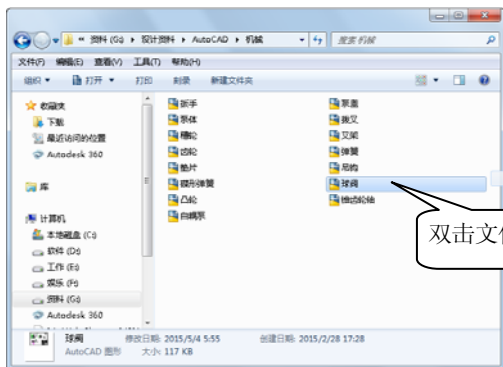 资料 (G:) ▸ 设计资料 ▸ AutoCAD ▸ 机械
搜索 机械
文件(F) 编辑(E) 查看(V) 工具(T) 帮助(H)
组织 打开 打印 刻录 新建文件夹
收藏夹
下载
最近访问的位置
Autodesk 360
库
计算机
本地磁盘 (C:)
软件 (D:)
工作 (E:)
娱乐 (F:)
资料 (G:)
Autodesk 360
扳手
泵体
槽轮
齿轮
垫片
碟形弹簧
凸轮
自耦泵
泵盖
拨叉
叉架
弹簧
吊钩
球阀
锥齿轮轴
双击文
球阀 修改日期: 2015/5/4 5:55 创建日期: 2015/2/28 17:28
AutoCAD 图形 大小: 117 KB